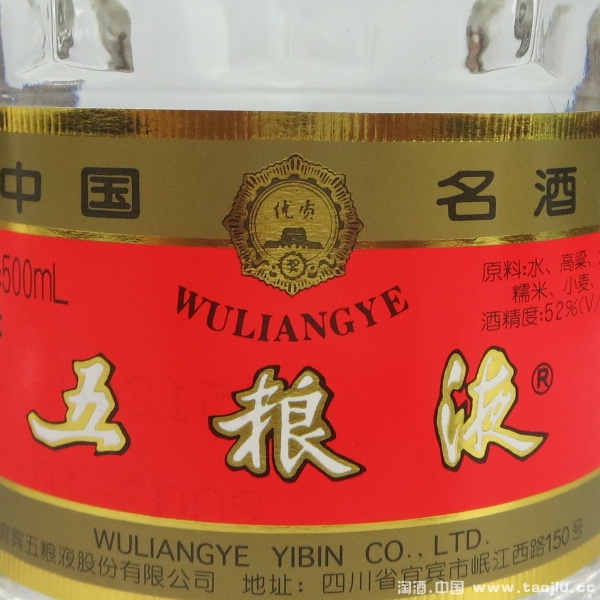 中国 名酒
优质
奖
WULIANGYE
500mL
原料:水、高粱、
糯米、小麦、
酒精度:52%(V/
五粮液®
WULIANGYE YIBIN CO., LTD.
宜宾五粮液股份有限公司 地址: 四川省宜宾市岷江西路150号
淘酒.中国 www.taojiu.cc